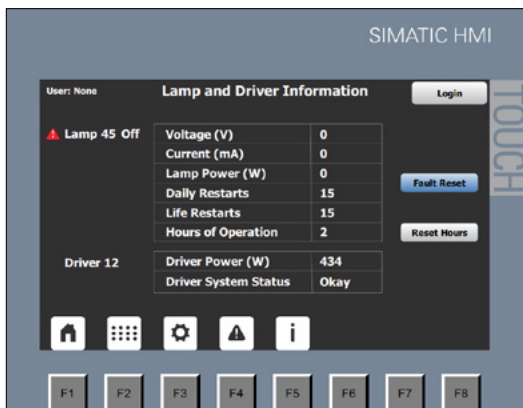 SIMATIC HMI
TOUCH
User: None
Lamp and Driver Information
Login
Lamp 45 Off
Voltage (V) 0
Current (mA) 0
Lamp Power (W) 0
Daily Restarts 15
Life Restarts 15
Hours of Operation 2
Fault Reset
Reset Hours
Driver 12
Driver Power (W) 434
Driver System Status Okay
i
F1 F2 F3 F4 F5 F6 F7 F8